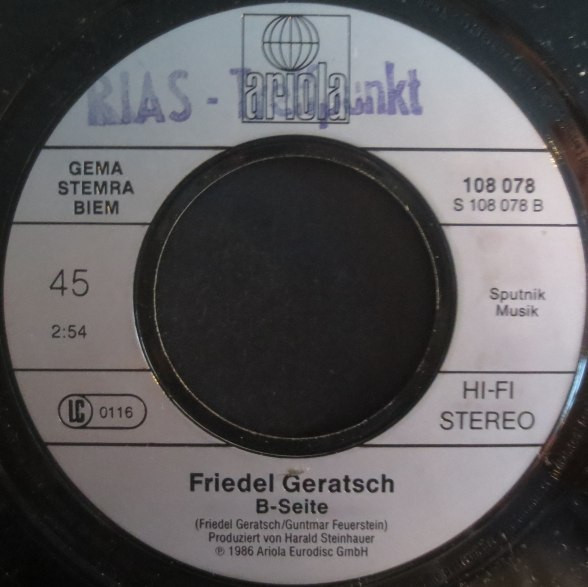 ariola
RIAS - Treffpunkt
GEMA
STEMRA
BIEM
108 078
S 108 078 B
45
2:54
Sputnik
Musik
LC 0116
HI-FI
STEREO
Friedel Geratsch
B-Seite
(Friedel Geratsch/Guntmar Feuerstein)
Produziert von Harald Steinhauer
℗ 1986 Ariola Eurodisc GmbH